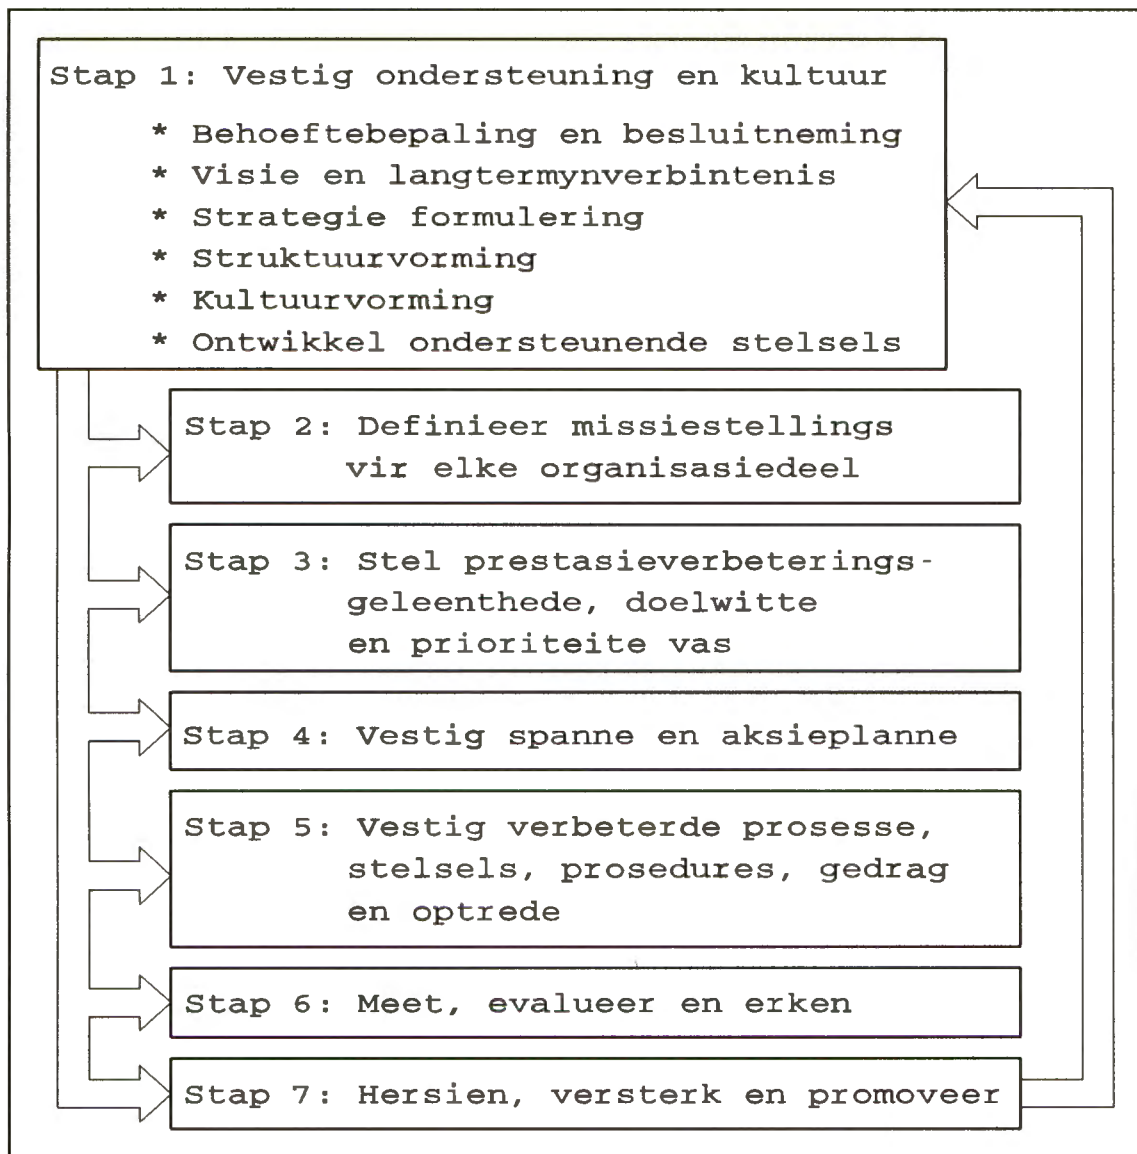 Stap 1: Vestig ondersteuning en kultuur
* Behoeftebepaling en besluitneming
* Visie en langtermynverbintenis
* Strategie formulering
* Struktuurvorming
* Kultuurvorming
* Ontwikkel ondersteunende stelsels
Stap 2: Definieer missiestellings
vir elke organisasiedeel
Stap 3: Stel prestasieverbeterings-
geleenthede, doelwitte
en prioriteite vas
Stap 4: Vestig spanne en aksieplanne
Stap 5: Vestig verbeterde prosesse,
stelsels, prosedures, gedrag
en optrede
Stap 6: Meet, evalueer en erken
Stap 7: Hersien, versterk en promoveer